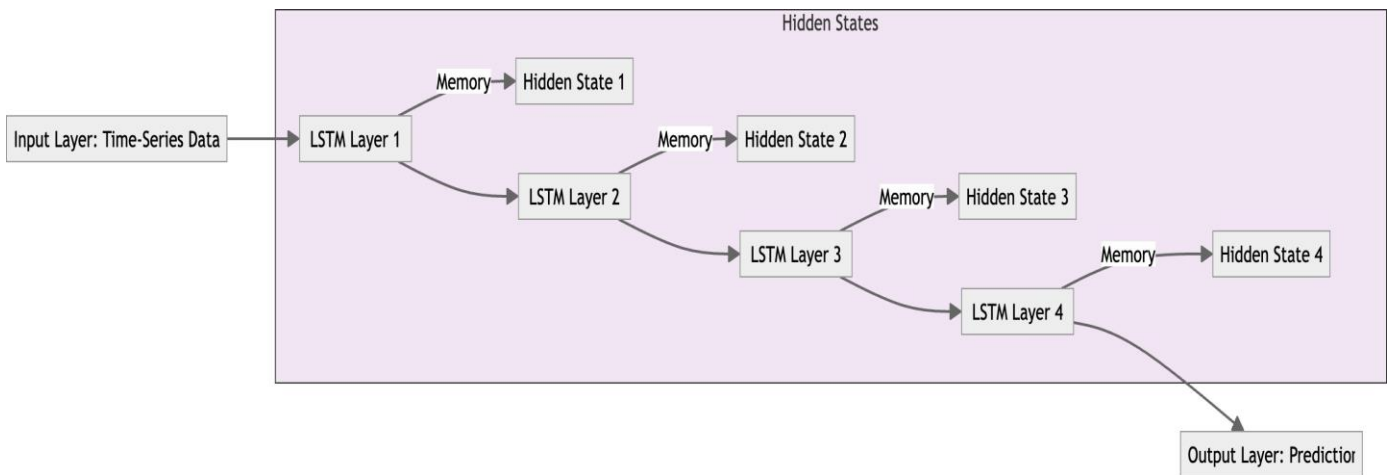 Hidden States
Memory
Hidden State 1
Input Layer: Time-Series Data
LSTM Layer 1
Memory
Hidden State 2
LSTM Layer 2
Memory
Hidden State 3
LSTM Layer 3
Memory
Hidden State 4
LSTM Layer 4
Output Layer: Prediction